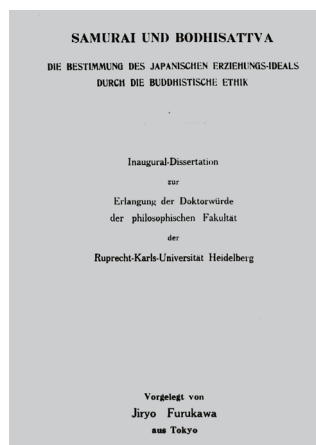 SAMURAI UND BODHISATTVA
DIE BESTIMMUNG DES JAPANISCHEN ERZIEHUNGS-IDEALS
DURCH DIE BUDDHISTISCHE ETHIK
Inaugural-Dissertation
zur
Erlangung der Doktorwürde
der philosophischen Fakultät
der
Ruprecht-Karls-Universität Heidelberg
Vorgelegt von
Jiryo Furukawa
aus Tokyo